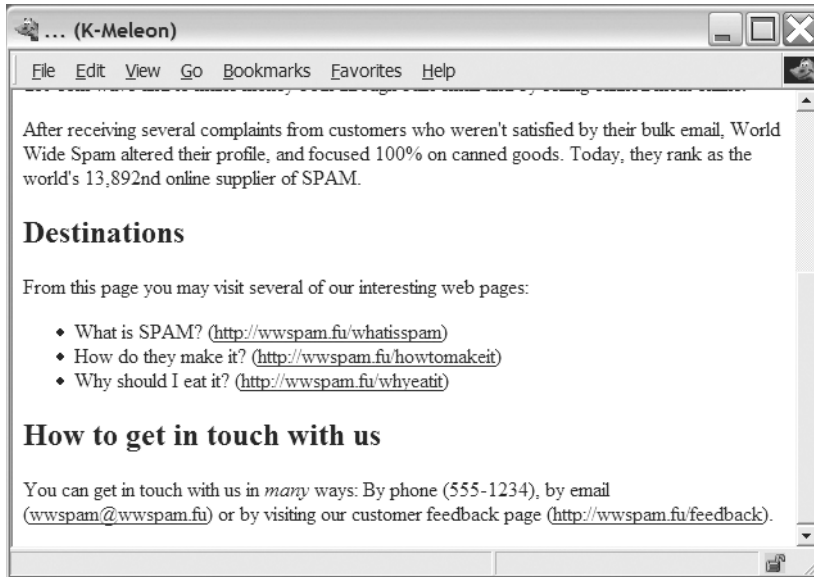 ... (K-Meleon)
File Edit View Go Bookmarks Favorites Help
After receiving several complaints from customers who weren't satisfied by their bulk email, World
Wide Spam altered their profile, and focused 100% on canned goods. Today, they rank as the
world's 13,892nd online supplier of SPAM.
Destinations
From this page you may visit several of our interesting web pages:
• What is SPAM? (http://wwspam.fu/whatisspam)
• How do they make it? (http://wwspam.fu/howtomakeit)
• Why should I eat it? (http://wwspam.fu/whyeatit)
How to get in touch with us
You can get in touch with us in many ways: By phone (555-1234), by email
(wwspam@wwspam.fu) or by visiting our customer feedback page (http://wwspam.fu/feedback).